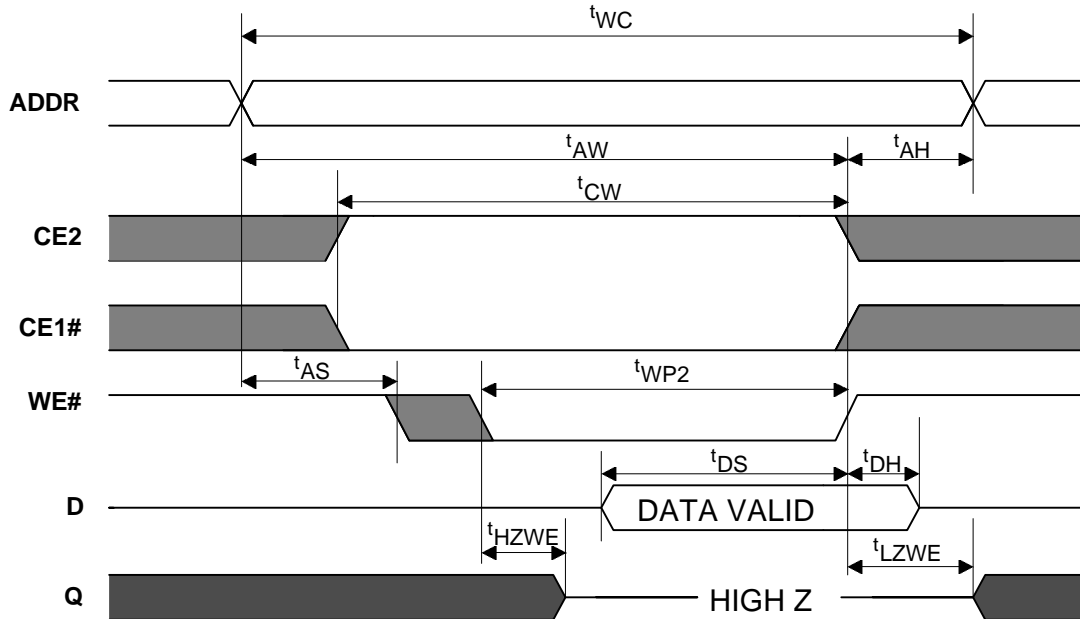 tWC
ADDR
tAW tAH
tCW
CE2
CE1#
tAS tWP2
WE#
tDS tDH
D DATA VALID
tHZWE tLZWE
Q HIGH Z